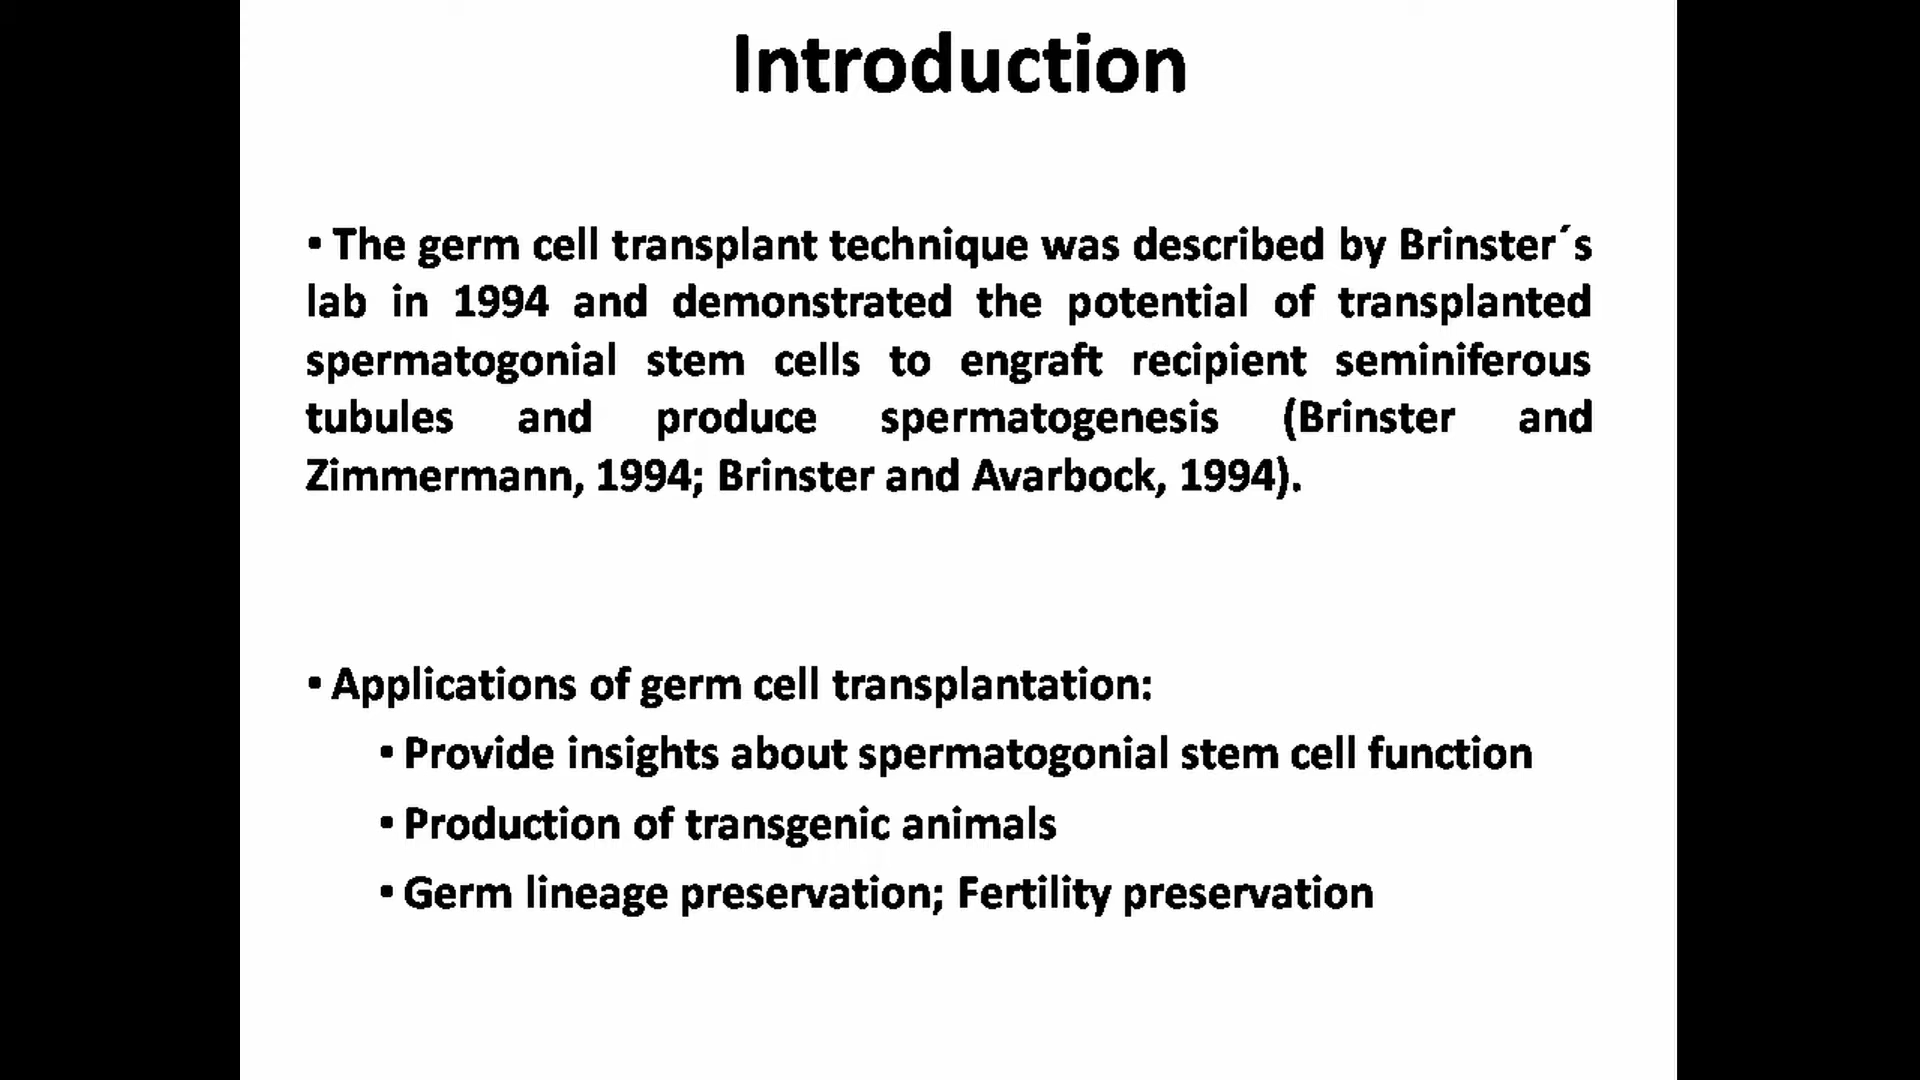 Introduction
• The germ cell transplant technique was described by Brinster´s
lab in 1994 and demonstrated the potential of transplanted
spermatogonial stem cells to engraft recipient seminiferous
tubules and produce spermatogenesis (Brinster and
Zimmermann, 1994; Brinster and Avarbock, 1994).
• Applications of germ cell transplantation:
• Provide insights about spermatogonial stem cell function
• Production of transgenic animals
• Germ lineage preservation; Fertility preservation